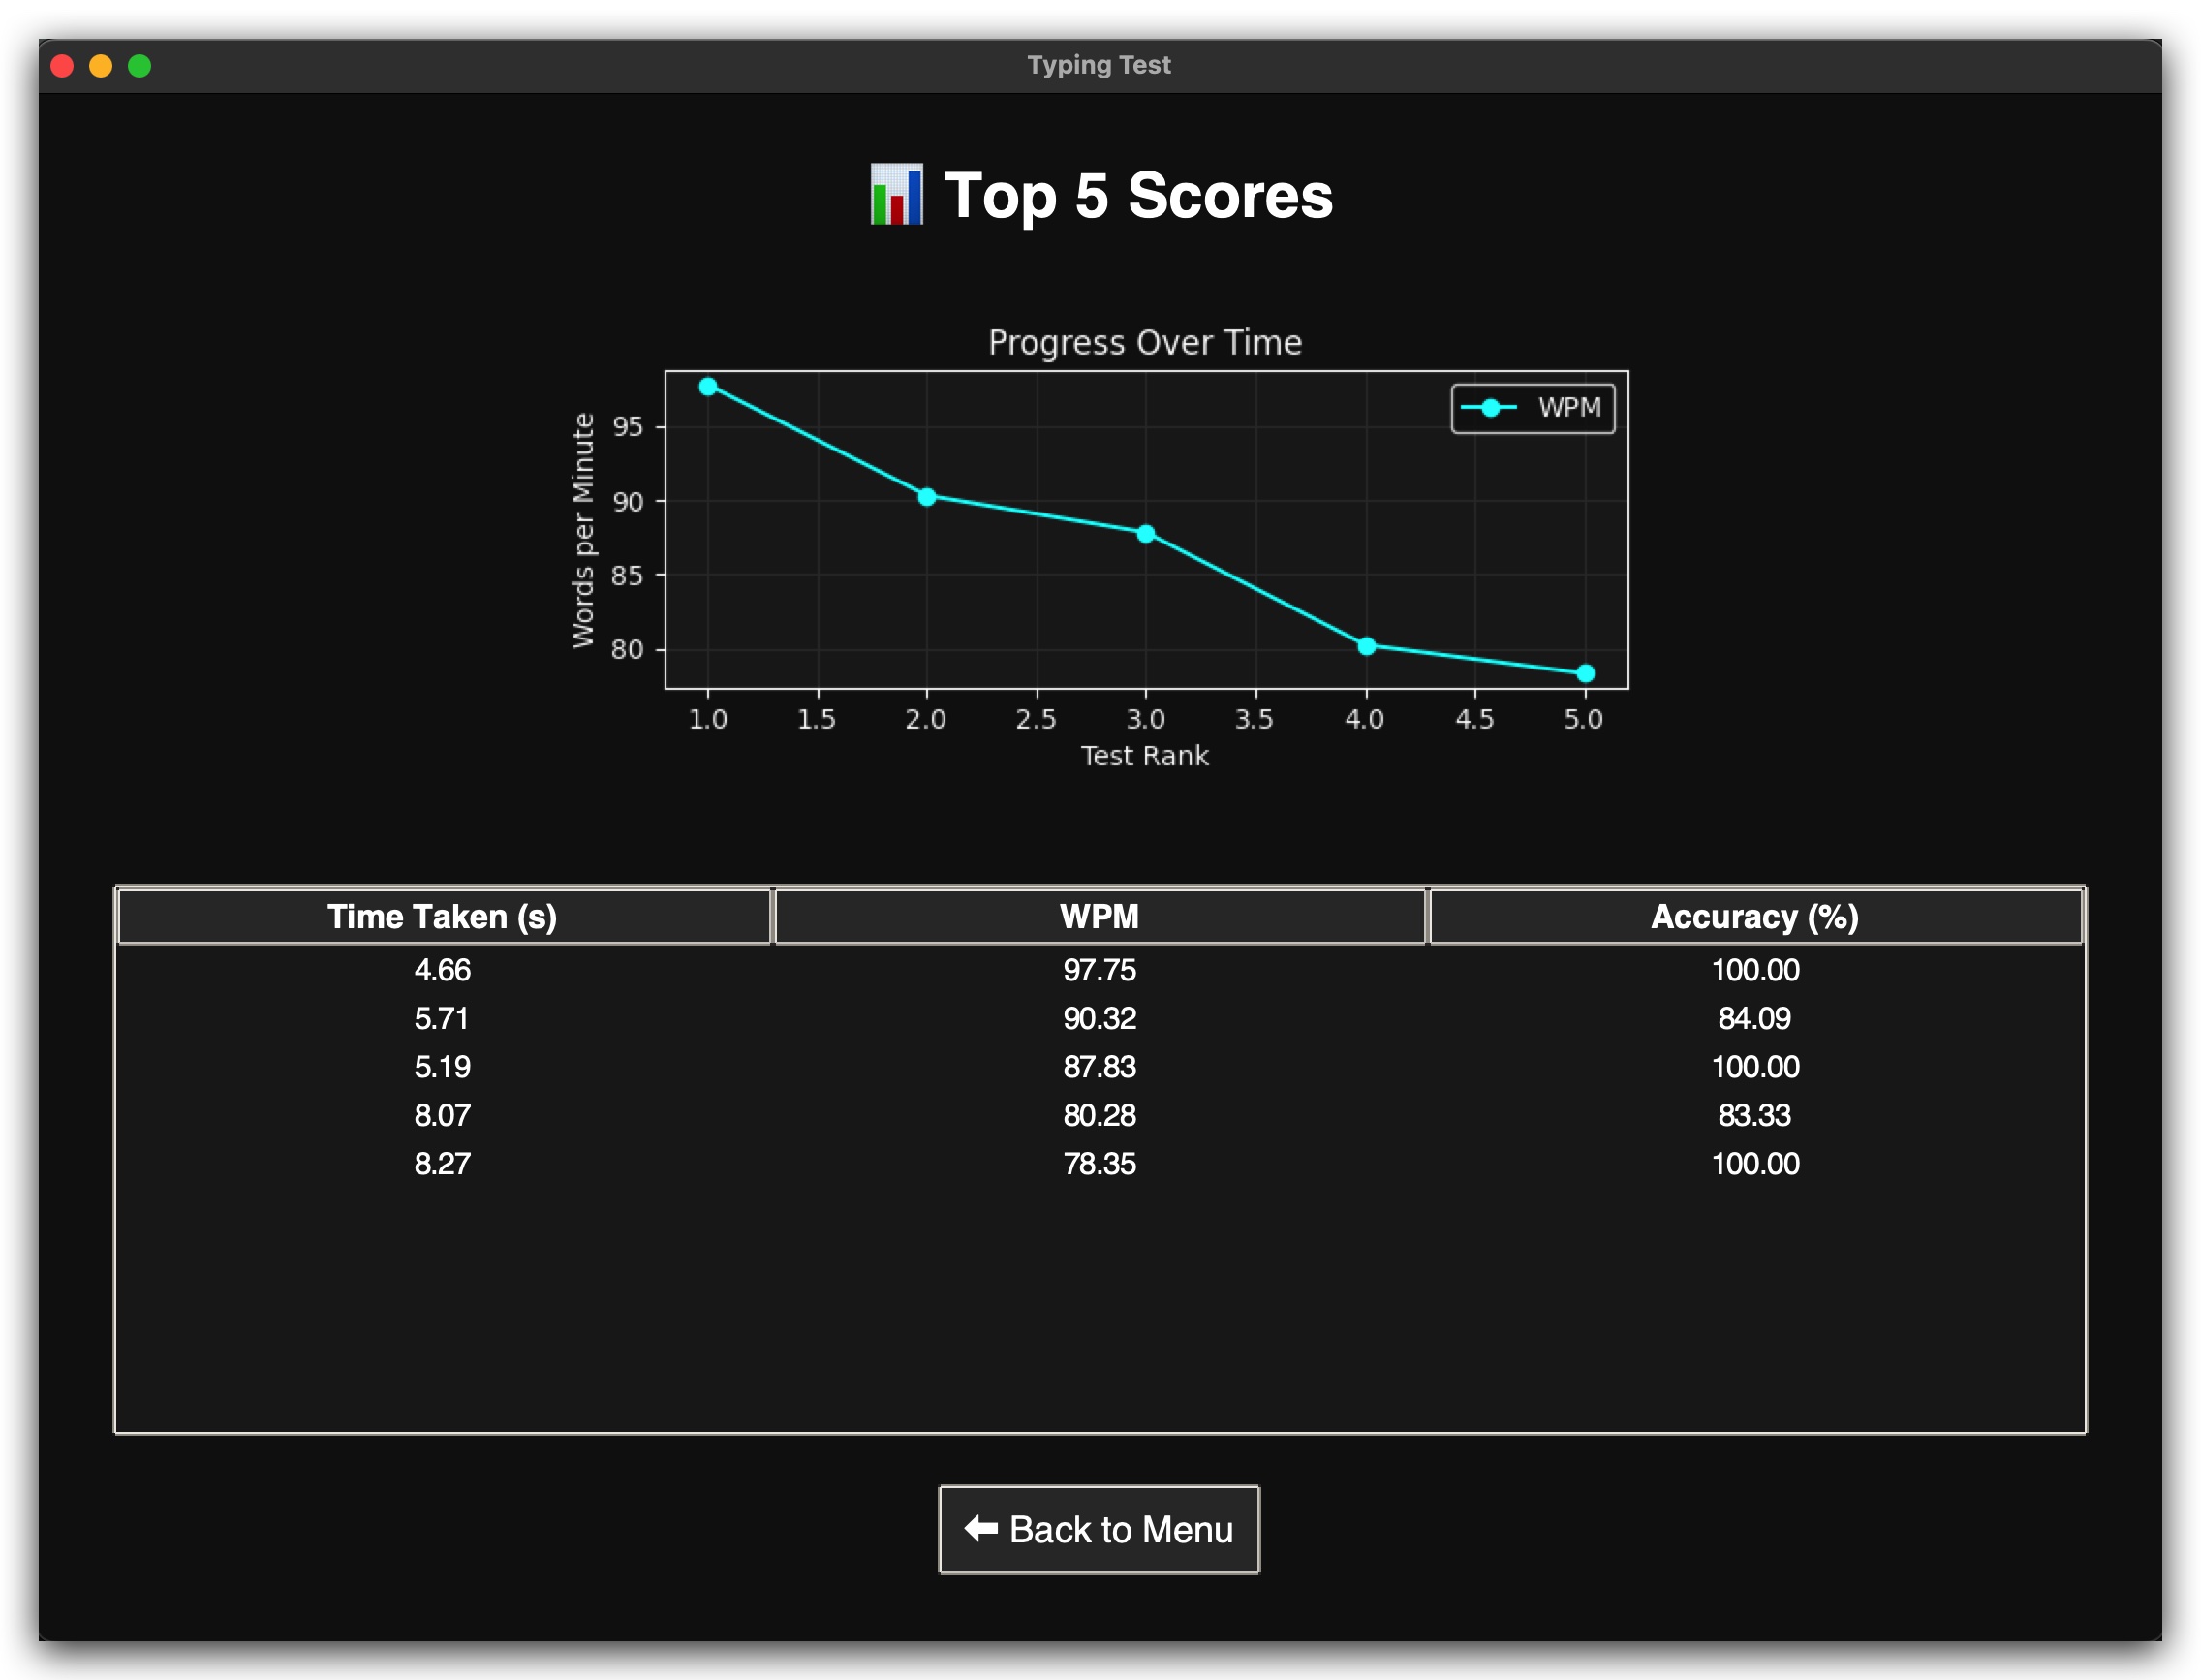 Typing Test
Top 5 Scores
Progress Over Time
WPM
Words per Minute
95
90
85
80
1.0 1.5 2.0 2.5 3.0 3.5 4.0 4.5 5.0
Test Rank
Time Taken (s) WPM Accuracy (%)
4.66 97.75 100.00
5.71 90.32 84.09
5.19 87.83 100.00
8.07 80.28 83.33
8.27 78.35 100.00
⬅ Back to Menu